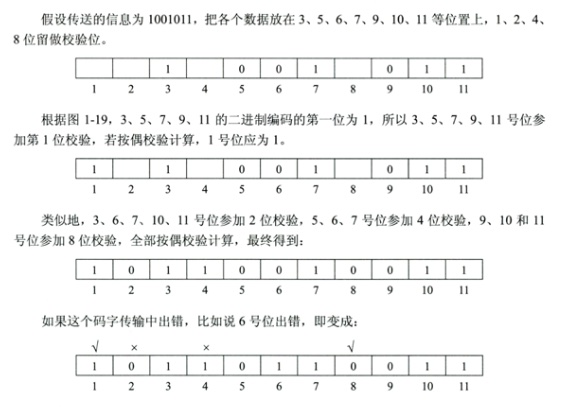 假设传送的信息为 1001011，把各个数据放在 3、5、6、7、9、10、11 等位置上，1、2、4、
8 位留做校验位。
1 0 0 1 0 1 1
1 2 3 4 5 6 7 8 9 10 11
根据图 1-19，3、5、7、9、11 的二进制编码的第一位为 1，所以 3、5、7、9、11 号位参
加第 1 位校验，若按偶校验计算，1 号位应为 1。
1 1 0 0 1 0 1 1
1 2 3 4 5 6 7 8 9 10 11
类似地，3、6、7、10、11 号位参加 2 位校验，5、6、7 号位参加 4 位校验，9、10 和 11
号位参加 8 位校验，全部按偶校验计算，最终得到：
1 0 1 1 0 0 1 0 0 1 1
1 2 3 4 5 6 7 8 9 10 11
如果这个码字传输中出错，比如说 6 号位出错，即变成：
√ × × √
1 0 1 1 0 1 1 0 0 1 1
1 2 3 4 5 6 7 8 9 10 11